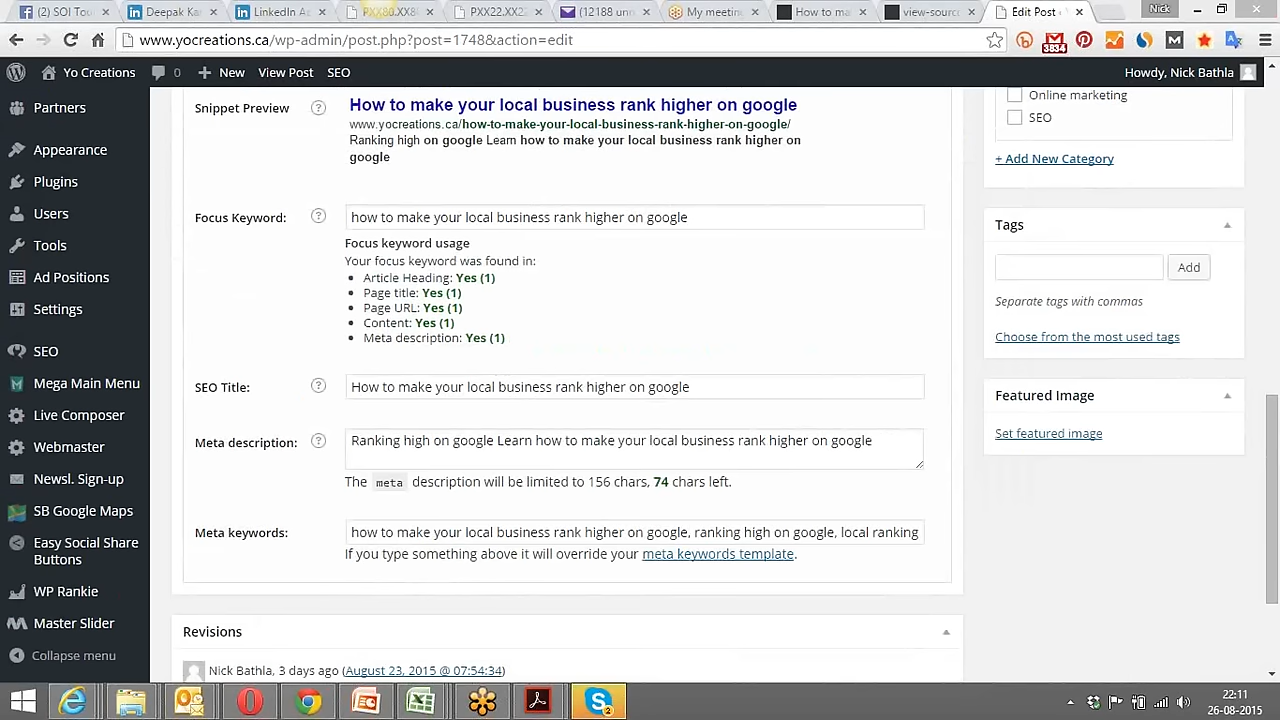 (2) SOI Tou
Deepak Ka
LinkedIn A
PXX22.XX2
(12188 un
My meetin
How to ma
view-sourc
Edit Post
Nick
www.yocreations.ca/wp-admin/post.php?post=1748&action=edit
3834
Yo Creations
0
+ New
View Post
SEO
Howdy, Nick Bathla
Partners
Appearance
Plugins
Users
Tools
Ad Positions
Settings
SEO
Mega Main Menu
Live Composer
Webmaster
Newsl. Sign-up
SB Google Maps
Easy Social Share
Buttons
WP Rankie
Master Slider
Collapse menu
Snippet Preview
How to make your local business rank higher on google
www.yocreations.ca/how-to-make-your-local-business-rank-higher-on-google/
Ranking high on google Learn how to make your local business rank higher on
google
Focus Keyword:
how to make your local business rank higher on google
Focus keyword usage
Your focus keyword was found in:
Article Heading: Yes (1)
Page title: Yes (1)
Page URL: Yes (1)
Content: Yes (1)
Meta description: Yes (1)
SEO Title:
How to make your local business rank higher on google
Meta description:
Ranking high on google Learn how to make your local business rank higher on google
The meta description will be limited to 156 chars, 74 chars left.
Meta keywords:
how to make your local business rank higher on google, ranking high on google, local ranking
If you type something above it will override your meta keywords template.
Revisions
Nick Bathla, 3 days ago (August 23, 2015 @ 07:54:34)
Online marketing
SEO
+ Add New Category
Tags
Add
Separate tags with commas
Choose from the most used tags
Featured Image
Set featured image
22:11
26-08-2015